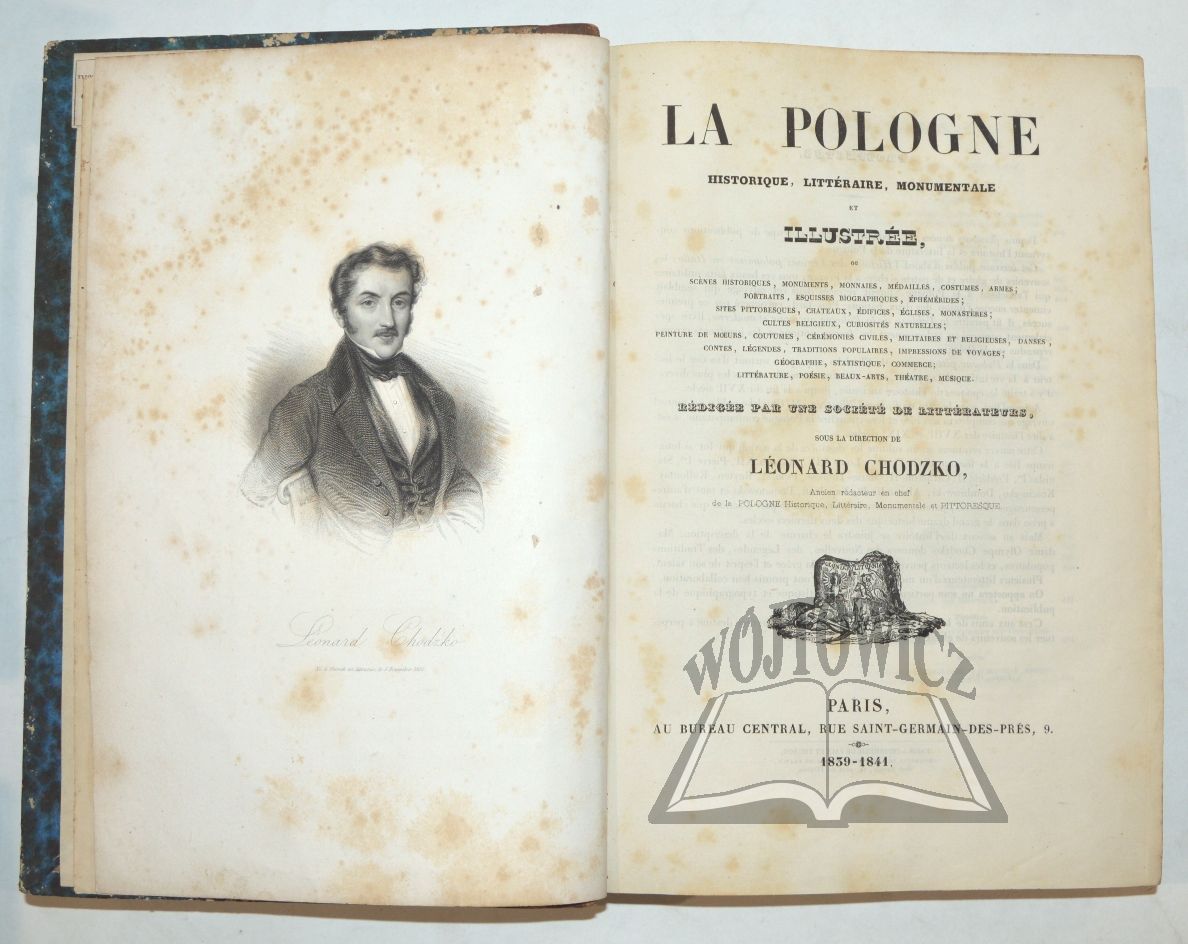 Léonard Chodźko
LA POLOGNE
HISTORIQUE, LITTÉRAIRE, MONUMENTALE
ET
ILLUSTRÉE,
OU
SCÈNES HISTORIQUES, MONUMENTS, MONNAIES, MÉDAILLES, COSTUMES, ARMES;
PORTRAITS, ESQUISSES BIOGRAPHIQUES, ÉPHÉMÉRIDES;
SITES PITTORESQUES, CHATEAUX, ÉDIFICES, ÉGLISES, MONASTÈRES;
CULTES RELIGIEUX, CURIOSITÉS NATURELLES;
PEINTURE DE MŒURS, COUTUMES, CÉRÉMONIES CIVILES, MILITAIRES ET RELIGIEUSES, DANSES,
CONTES, LÉGENDES, TRADITIONS POPULAIRES, IMPRESSIONS DE VOYAGES;
GÉOGRAPHIE, STATISTIQUE, COMMERCE;
LITTÉRATURE, POÉSIE, BEAUX-ARTS, THÉATRE, MUSIQUE.
RÉDIGÉE PAR UNE SOCIÉTÉ DE LITTÉRATEURS,
SOUS LA DIRECTION DE
LÉONARD CHODZKO,
Ancien rédacteur en chef
de la POLOGNE Historique, Littéraire, Monumentale et PITTORESQUE.
WÓJTOWICZ
PARIS,
AU BUREAU CENTRAL, RUE SAINT-GERMAIN-DES-PRÉS, 9.
1839-1841.